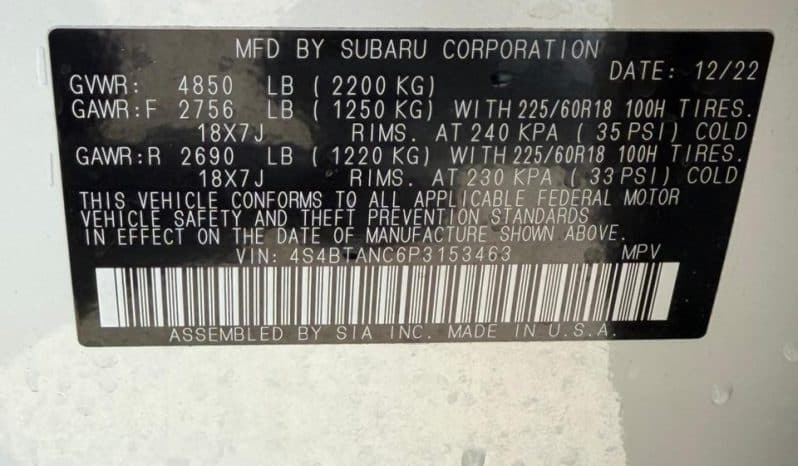 MFD BY SUBARU CORPORATION
DATE: 12/22
GVWR: 4850 LB ( 2200 KG)
GAWR:F 2756 LB ( 1250 KG) WITH 225/60R18 100H TIRES.
18X7J RIMS. AT 240 KPA ( 35 PSI) COLD
GAWR:R 2690 LB ( 1220 KG) WITH 225/60R18 100H TIRES.
18X7J RIMS. AT 230 KPA ( 33 PSI) COLD
THIS VEHICLE CONFORMS TO ALL APPLICABLE FEDERAL MOTOR
VEHICLE SAFETY AND THEFT PREVENTION STANDARDS
IN EFFECT ON THE DATE OF MANUFACTURE SHOWN ABOVE.
VIN: 4S4BTANC6P3153463 MPV
ASSEMBLED BY SIA INC. MADE IN U.S.A.